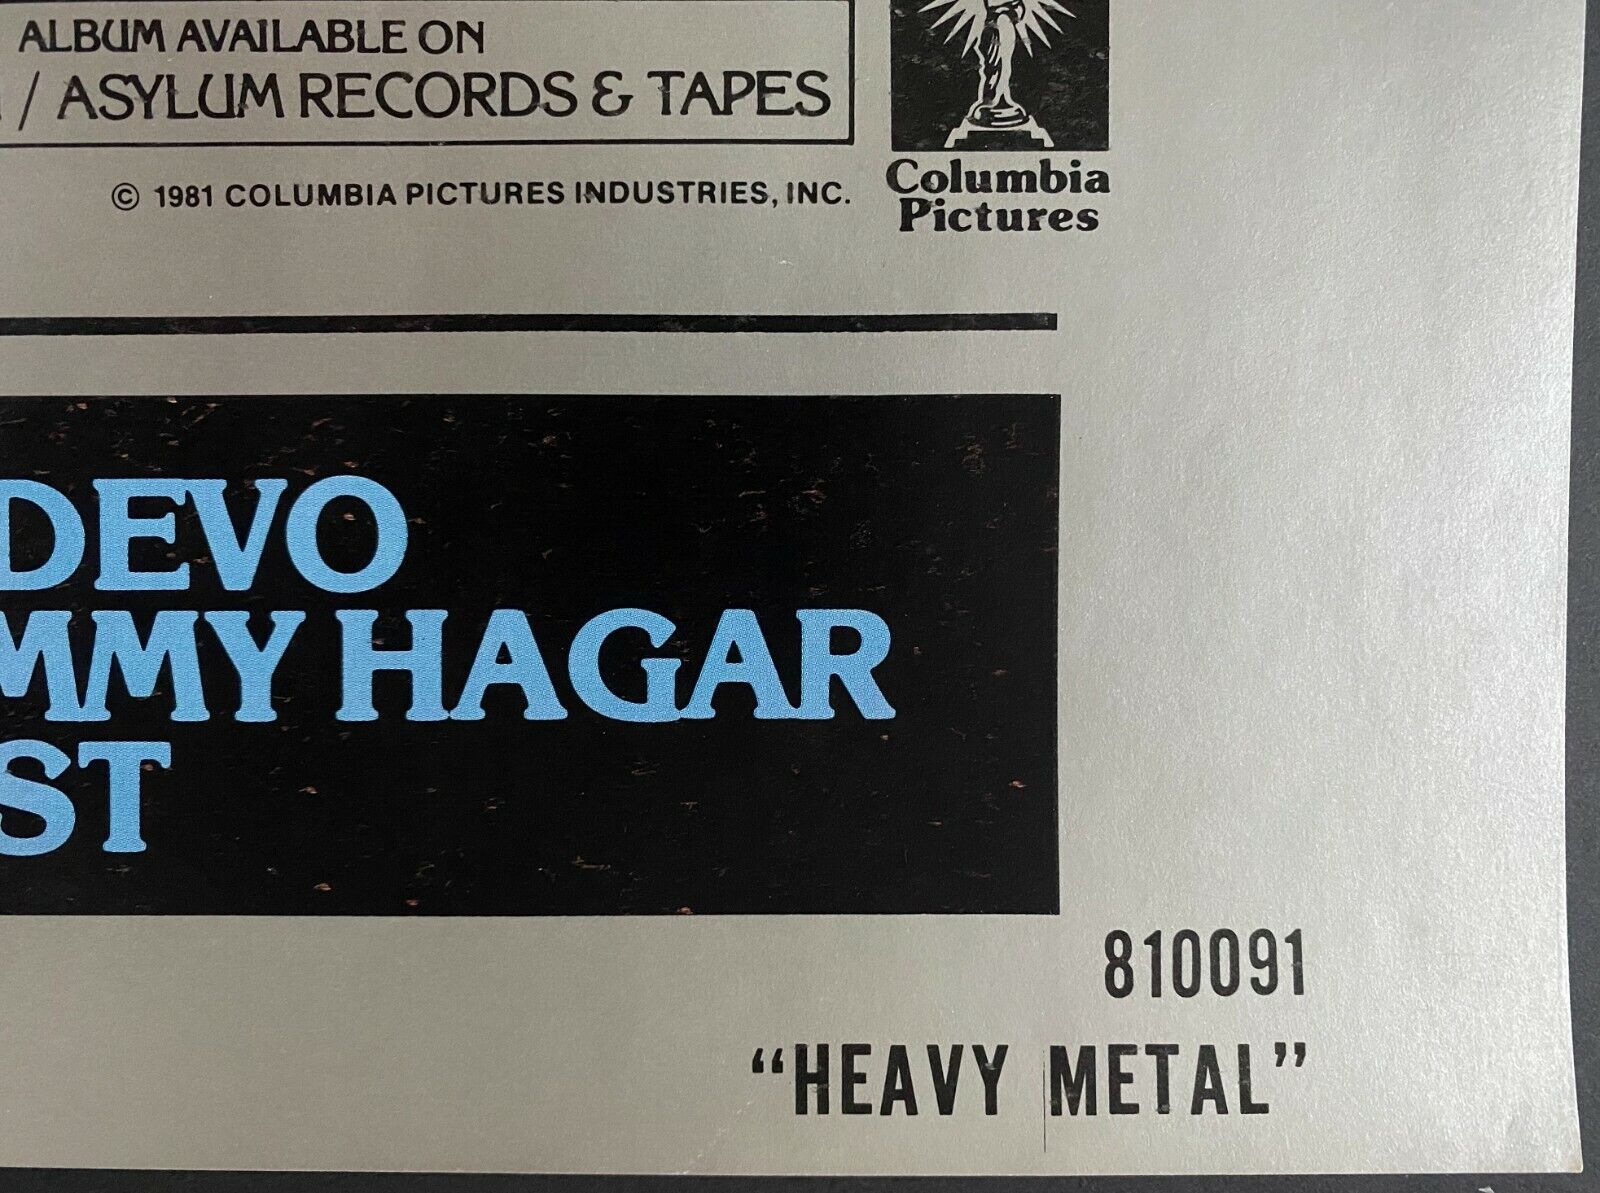 ALBUM AVAILABLE ON
/ ASYLUM RECORDS & TAPES
© 1981 COLUMBIA PICTURES INDUSTRIES, INC.
Columbia
Pictures
DEVO
MMY HAGAR
ST
810091
“HEAVY METAL”